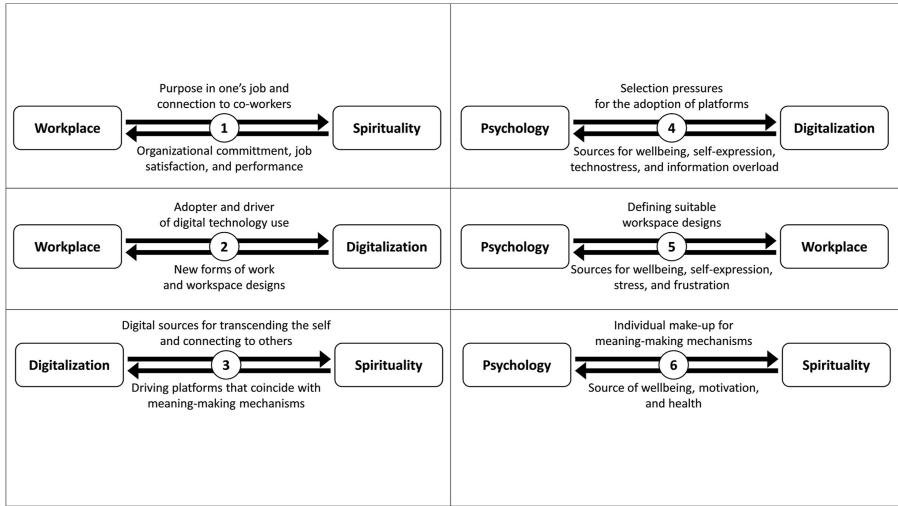 Purpose in one's job and
connection to co-workers
Workplace
1
Spirituality
Organizational committment, job
satisfaction, and performance
Selection pressures
for the adoption of platforms
Psychology
4
Digitalization
Sources for wellbeing, self-expression,
technostress, and information overload
Adopter and driver
of digital technology use
Workplace
2
Digitalization
New forms of work
and workspace designs
Defining suitable
workspace designs
Psychology
5
Workplace
Sources for wellbeing, self-expression,
stress, and frustration
Digital sources for transcending the self
and connecting to others
Digitalization
3
Spirituality
Driving platforms that coincide with
meaning-making mechanisms
Individual make-up for
meaning-making mechanisms
Psychology
6
Spirituality
Source of wellbeing, motivation,
and health